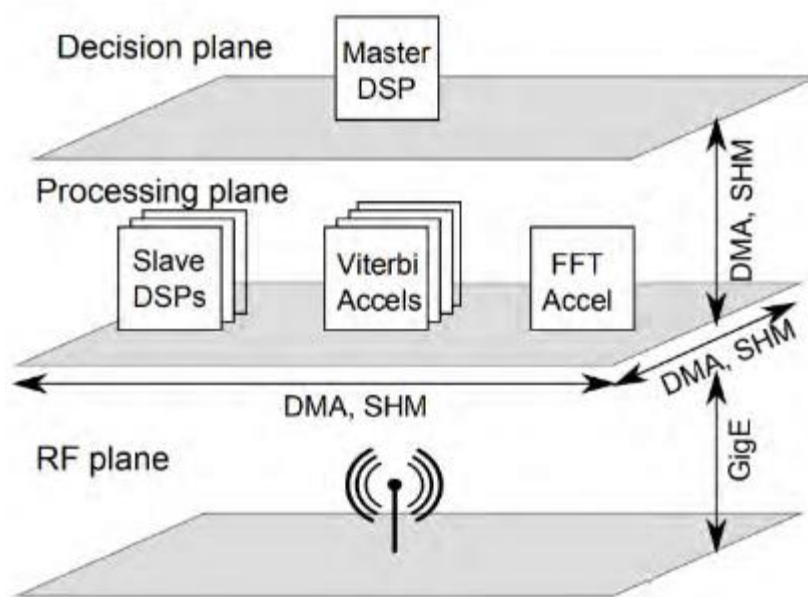 Decision plane
Master
DSP
DMA, SHM
Processing plane
Slave
DSPs
Viterbi
Accels
FFT
Accel
DMA, SHM
DMA, SHM
RF plane
GigE